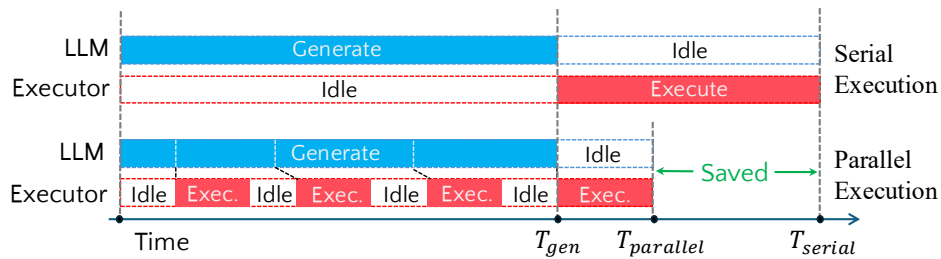 LLM Generate Idle Serial
Executor Idle Execute Execution
LLM Generate Idle Parallel
Saved
Executor Idle Exec. Idle Exec. Idle Exec. Idle Exec. Execution
Time T_gen T_parallel T_serial